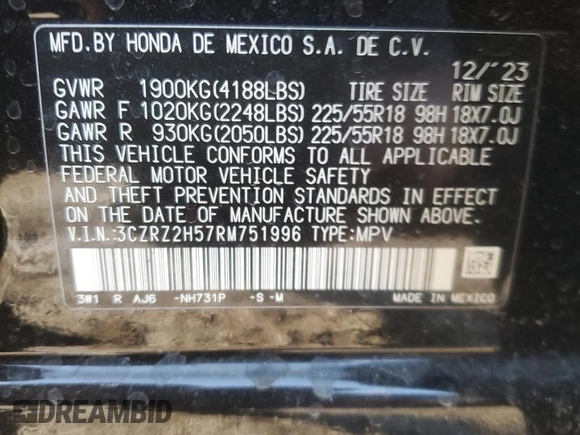 MFD.BY HONDA DE MEXICO S.A. DE C.V.
12/'23
GVWR 1900KG(4188LBS) TIRE SIZE RIM SIZE
GAWR F 1020KG(2248LBS) 225/55R18 98H 18X7.0J
GAWR R 930KG(2050LBS) 225/55R18 98H 18X7.0J
THIS VEHICLE CONFORMS TO ALL APPLICABLE
FEDERAL MOTOR VEHICLE SAFETY
AND THEFT PREVENTION STANDARDS IN EFFECT
ON THE DATE OF MANUFACTURE SHOWN ABOVE.
V.I.N.:3CZRZ2H57RM751996 TYPE:MPV
3W1 R AJ6 -NH731P -S -M MADE IN MEXICO
DREAMBID